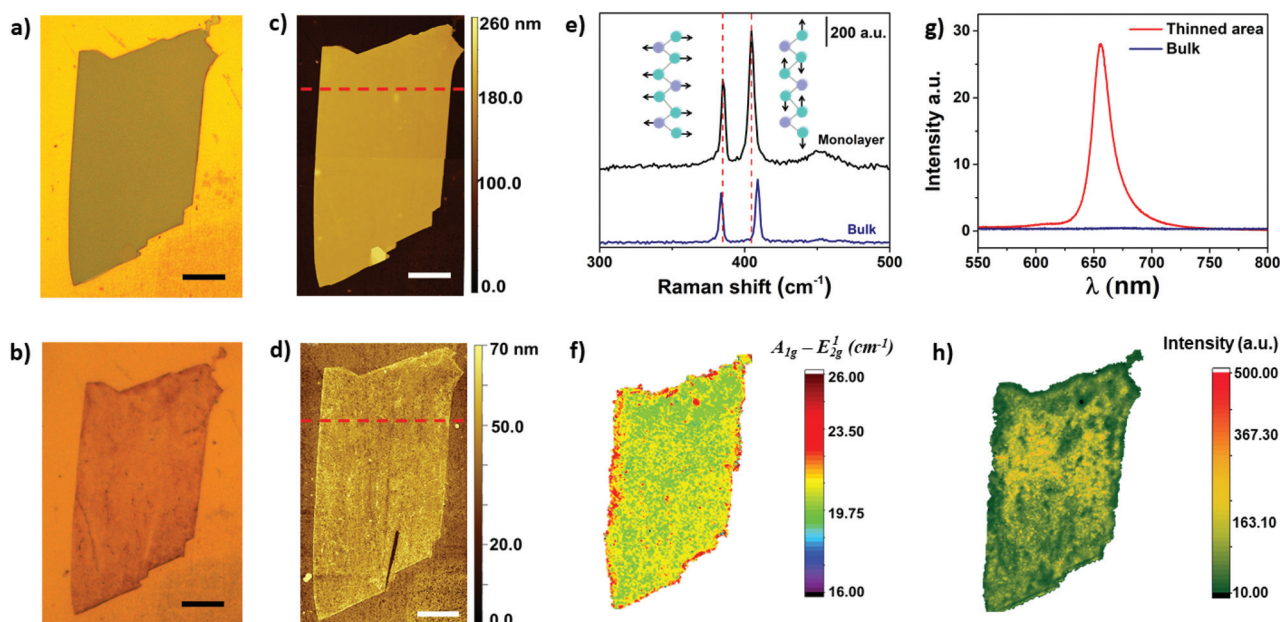 a)
c)
260 nm
180.0
100.0
0.0
e)
200 a.u.
Monolayer
Bulk
300
400
500
Raman shift (cm⁻¹)
g)
Thinned area
Bulk
Intensity a.u.
30
20
10
0
550
600
650
700
750
800
λ (nm)
b)
d)
70 nm
50.0
20.0
0.0
f)
A1g – E¹2g (cm⁻¹)
26.00
23.50
19.75
16.00
h)
Intensity (a.u.)
500.00
367.30
163.10
10.00